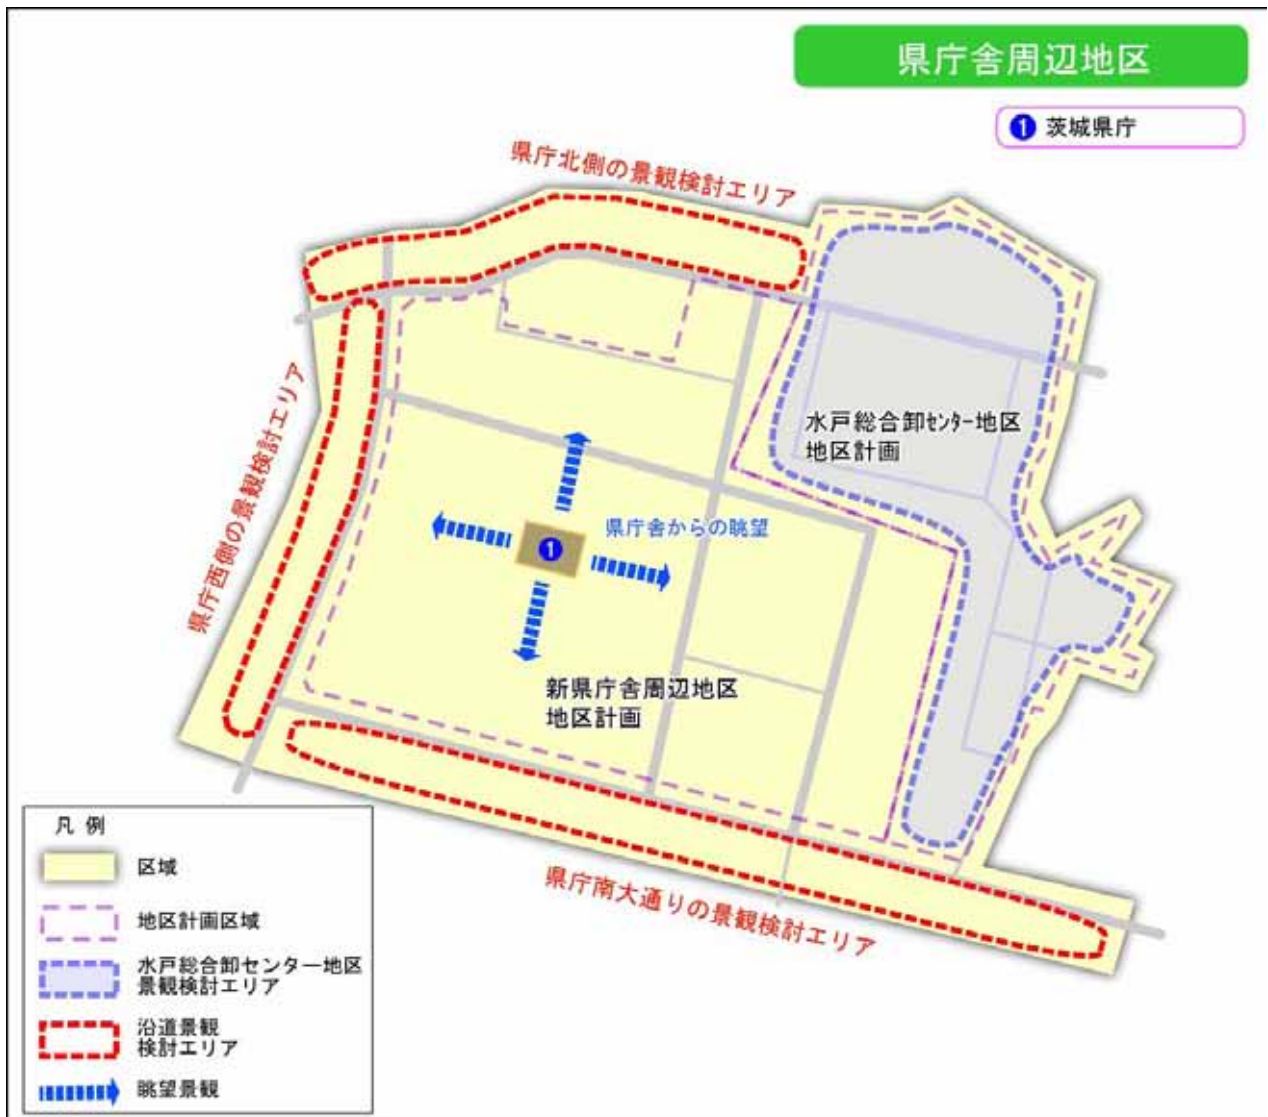 県庁舎周辺地区
❶ 茨城県庁
県庁北側の景観検討エリア
県庁西側の景観検討エリア
水戸総合卸センター地区
地区計画
県庁舎からの眺望
❶
新県庁舎周辺地区
地区計画
県庁南大通りの景観検討エリア
凡例
区域
地区計画区域
水戸総合卸センター地区
景観検討エリア
沿道景観
検討エリア
眺望景観